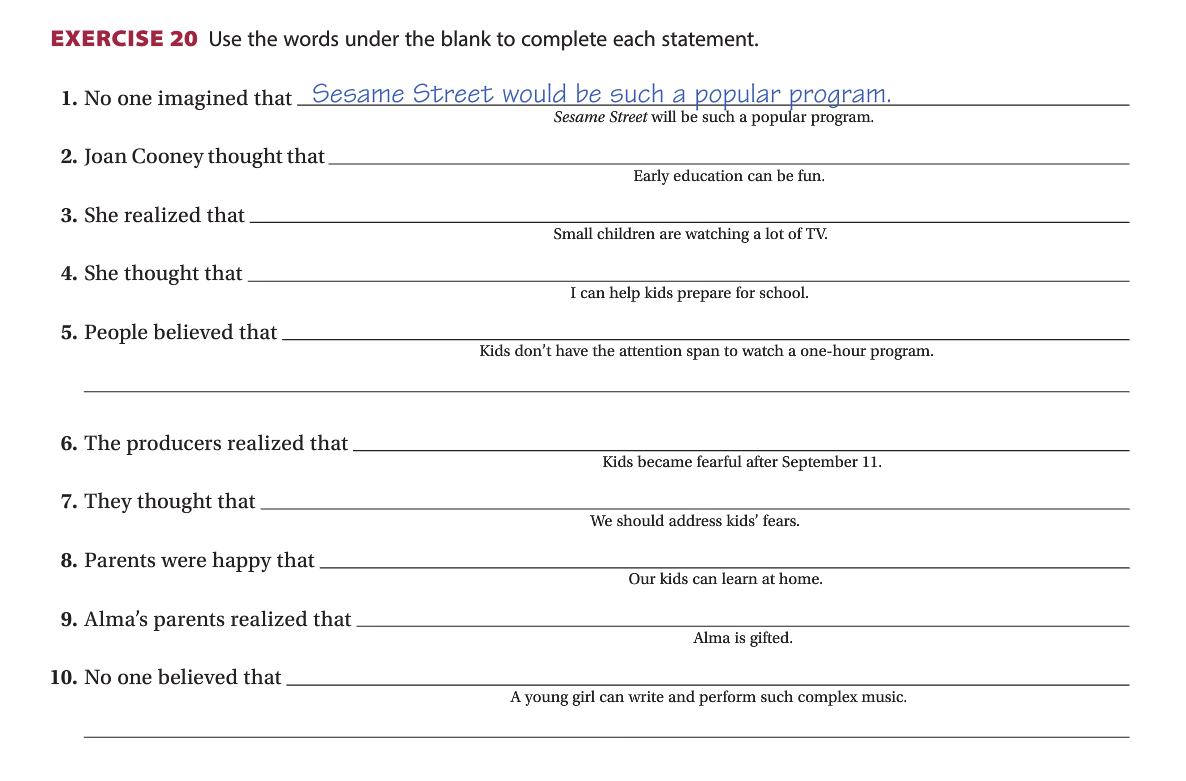 EXERCISE 20 Use the words under the blank to complete each statement.
1. No one imagined that Sesame Street would be such a popular program.
Sesame Street will be such a popular program.
2. Joan Cooney thought that
Early education can be fun.
3. She realized that
Small children are watching a lot of TV.
4. She thought that
I can help kids prepare for school.
5. People believed that
Kids don’t have the attention span to watch a one-hour program.
6. The producers realized that
Kids became fearful after September 11.
7. They thought that
We should address kids’ fears.
8. Parents were happy that
Our kids can learn at home.
9. Alma’s parents realized that
Alma is gifted.
10. No one believed that
A young girl can write and perform such complex music.